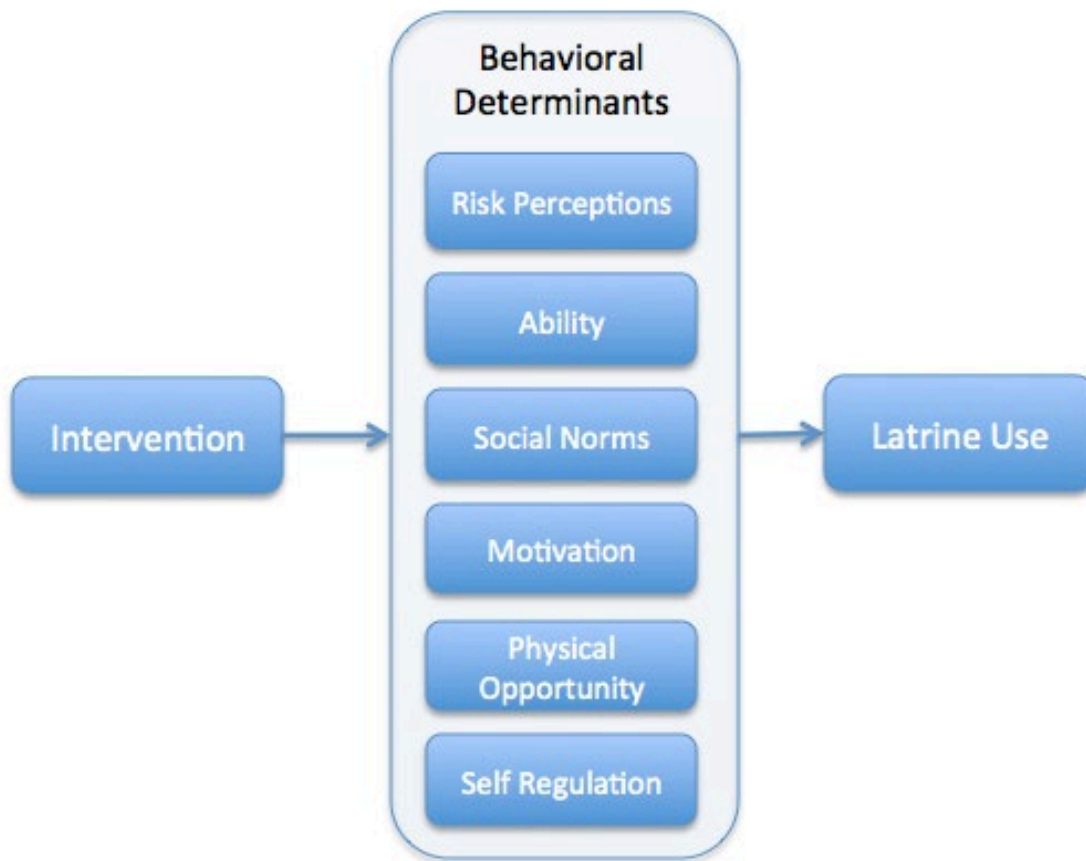 Behavioral
Determinants
Risk Perceptions
Ability
Intervention
Social Norms
Latrine Use
Motivation
Physical
Opportunity
Self Regulation